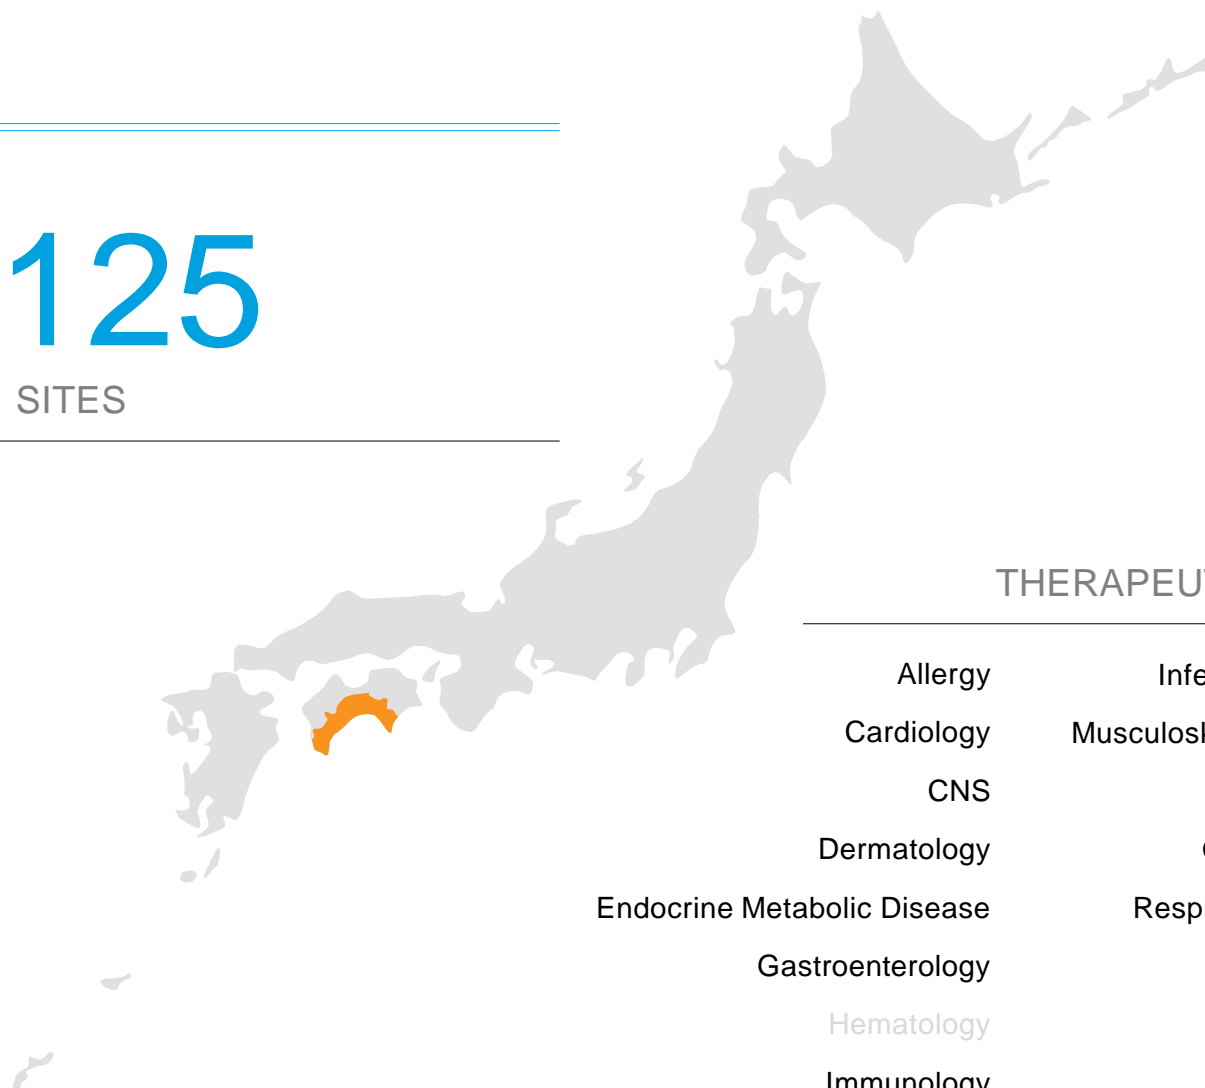 125
SITES
THERAPEU
Allergy
Cardiology
CNS
Dermatology
Endocrine Metabolic Disease
Gastroenterology
Hematology
Immunology
Infe
Musculosk
Resp